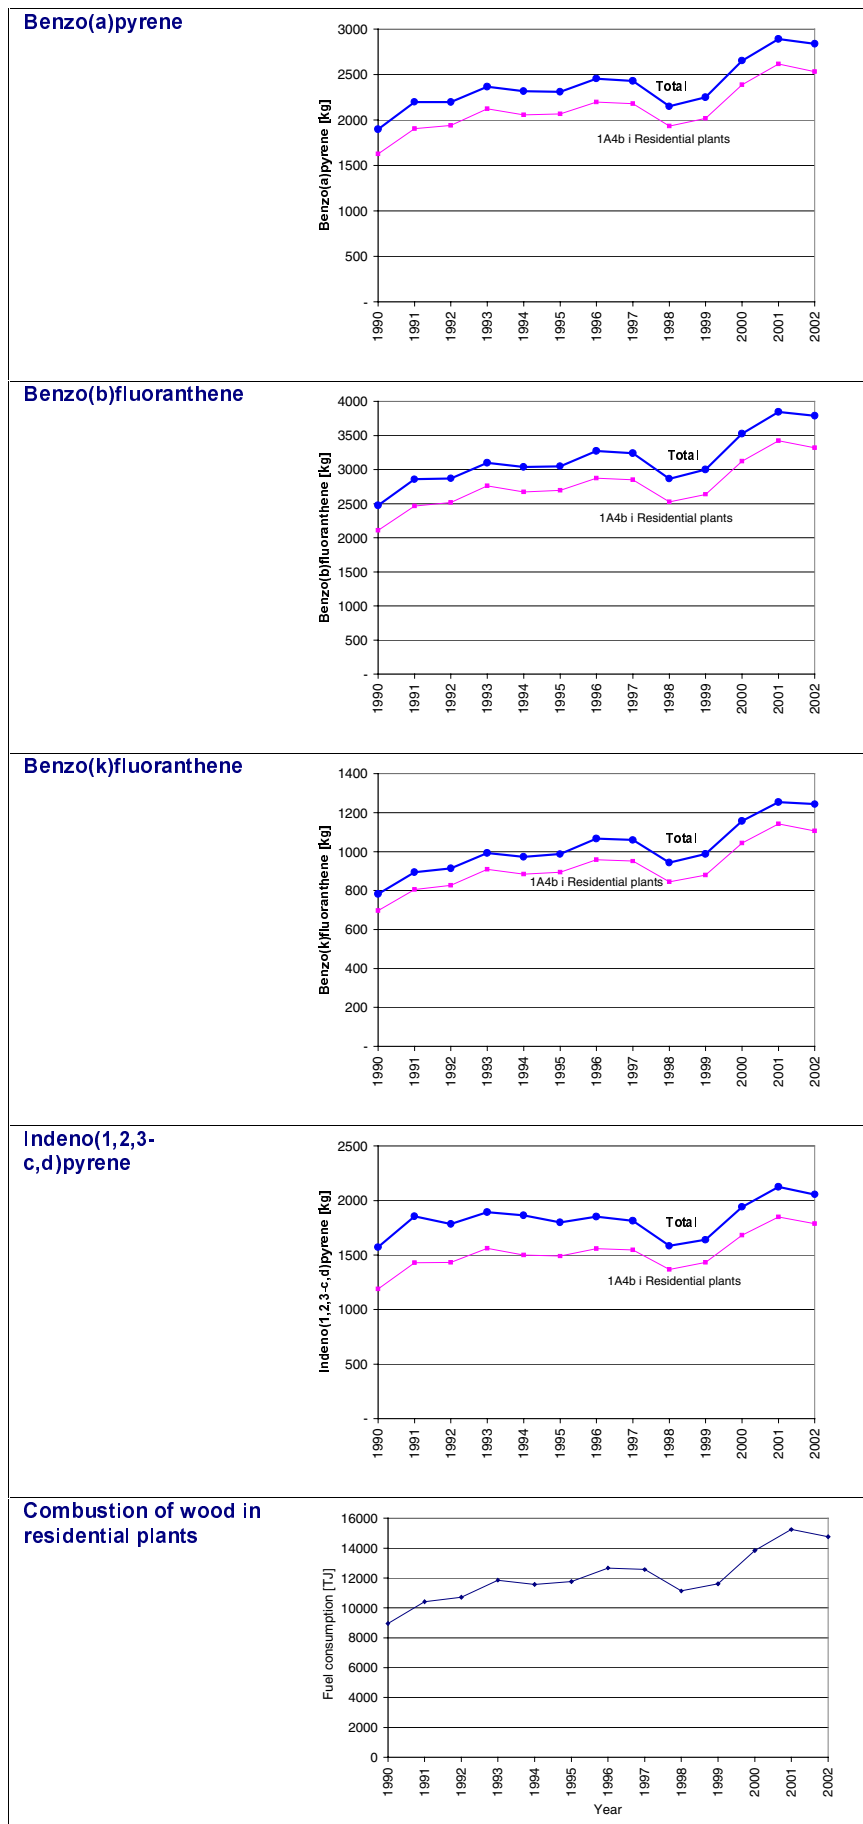 Benzo(a)pyrene
Benzo(a)pyrene [kg]
3000
2500
2000
1500
1000
500
-
Total
1A4b i Residential plants
1990 1991 1992 1993 1994 1995 1996 1997 1998 1999 2000 2001 2002
Benzo(b)fluoranthene
Benzo(b)fluoranthene [kg]
4000
3500
3000
2500
2000
1500
1000
500
-
Total
1A4b i Residential plants
1990 1991 1992 1993 1994 1995 1996 1997 1998 1999 2000 2001 2002
Benzo(k)fluoranthene
Benzo(k)fluoranthene [kg]
1400
1200
1000
800
600
400
200
-
Total
1A4b i Residential plants
1990 1991 1992 1993 1994 1995 1996 1997 1998 1999 2000 2001 2002
Indeno(1,2,3-
c,d)pyrene
Indeno(1,2,3-c,d)pyrene [kg]
2500
2000
1500
1000
500
-
Total
1A4b i Residential plants
1990 1991 1992 1993 1994 1995 1996 1997 1998 1999 2000 2001 2002
Combustion of wood in
residential plants
Fuel consumption [TJ]
16000
14000
12000
10000
8000
6000
4000
2000
0
1990 1991 1992 1993 1994 1995 1996 1997 1998 1999 2000 2001 2002
Year